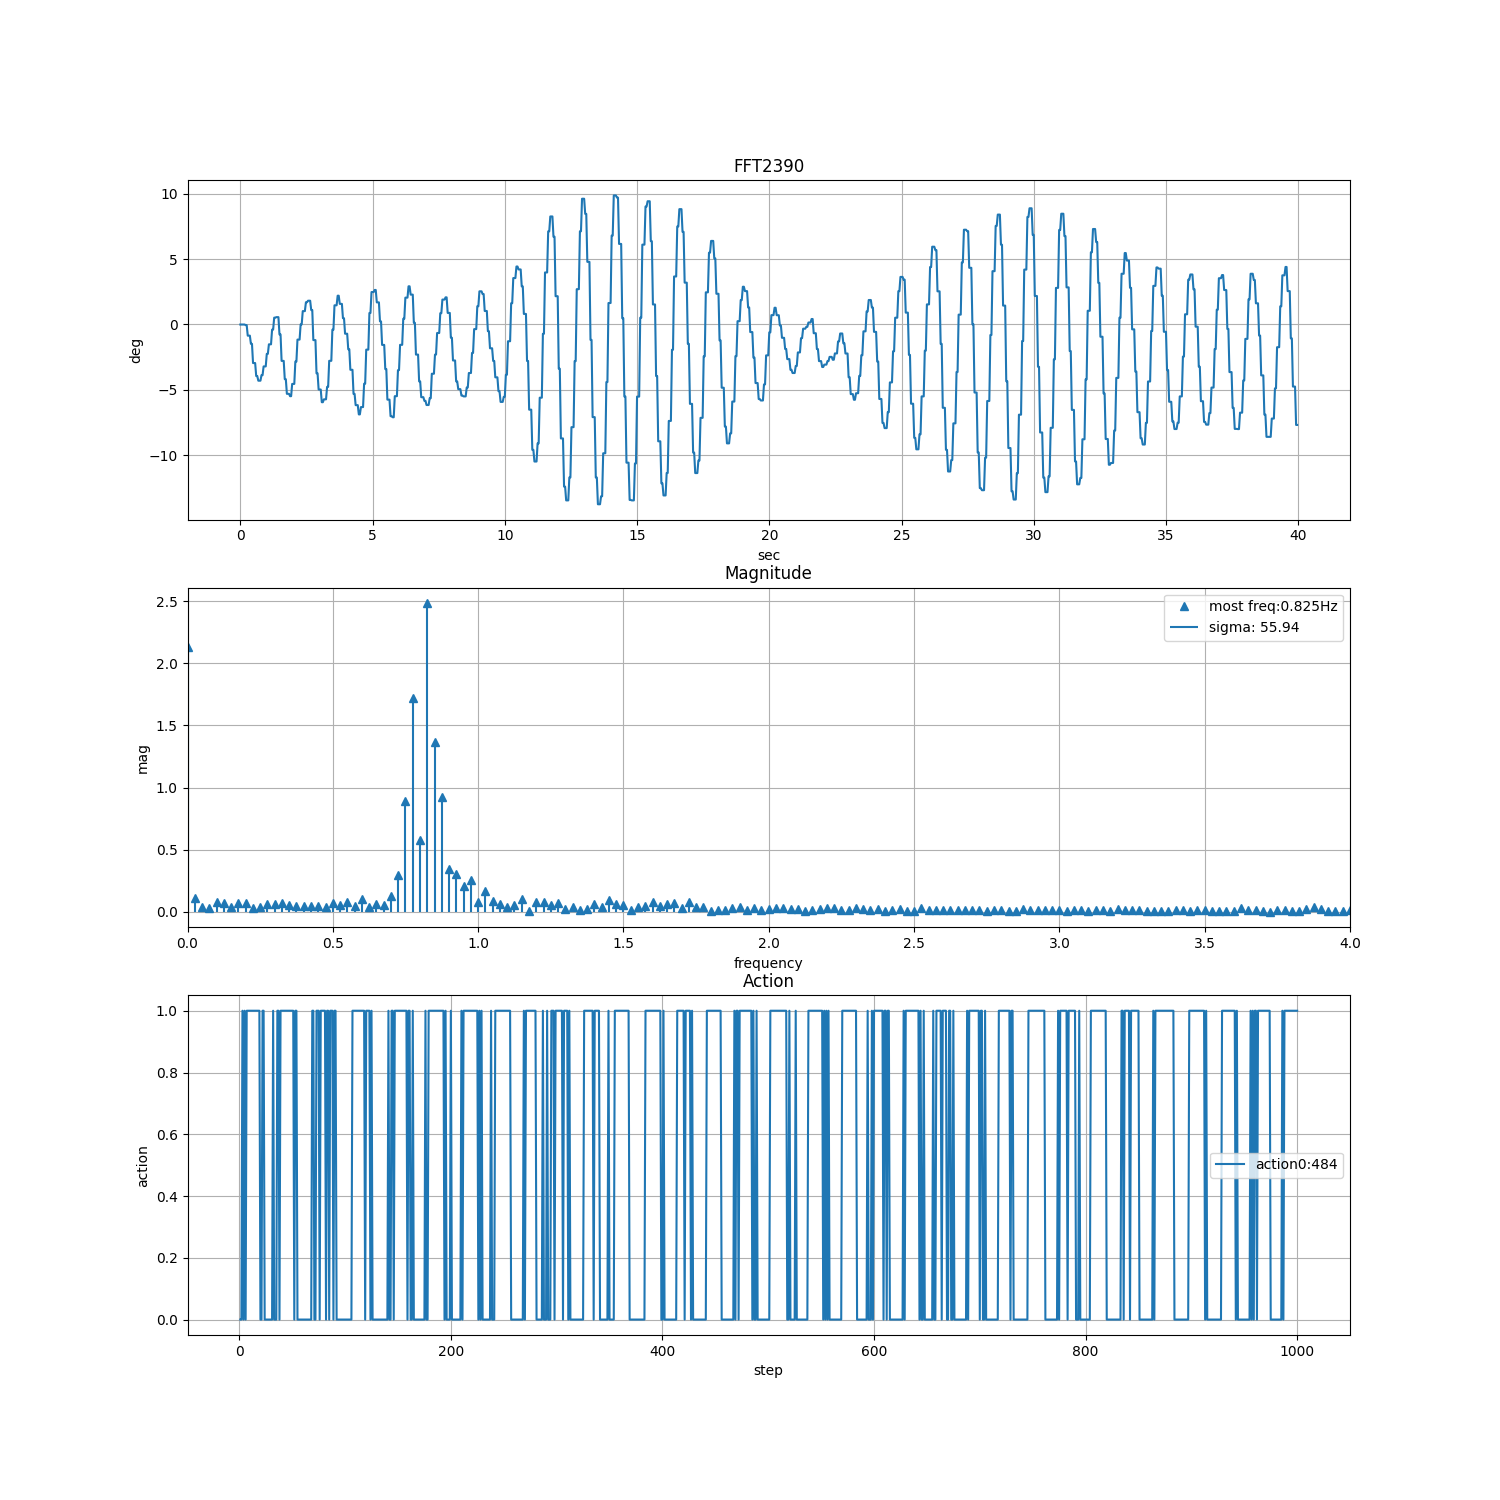 FFT2390
10
5
0
−5
−10
deg
0 5 10 15 20 25 30 35 40
sec
Magnitude
2.5
2.0
1.5
1.0
0.5
0.0
mag
most freq:0.825Hz
sigma: 55.94
0.0 0.5 1.0 1.5 2.0 2.5 3.0 3.5 4.0
frequency
Action
1.0
0.8
0.6
0.4
0.2
0.0
action
action0:484
0 200 400 600 800 1000
step